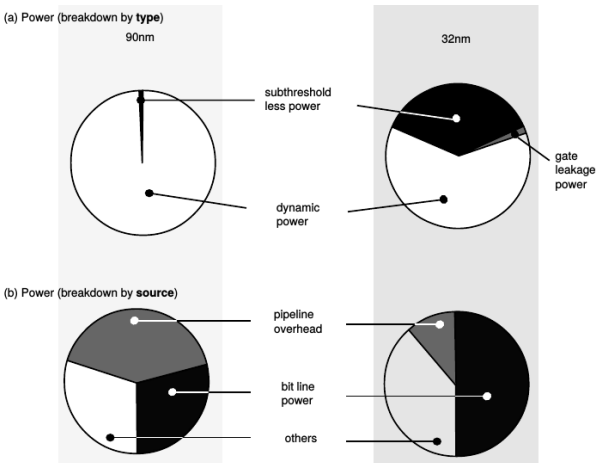 (a) Power (breakdown by type)
90nm
32nm
subthreshold
less power
gate
leakage
power
dynamic
power
(b) Power (breakdown by source)
pipeline
overhead
bit line
power
others